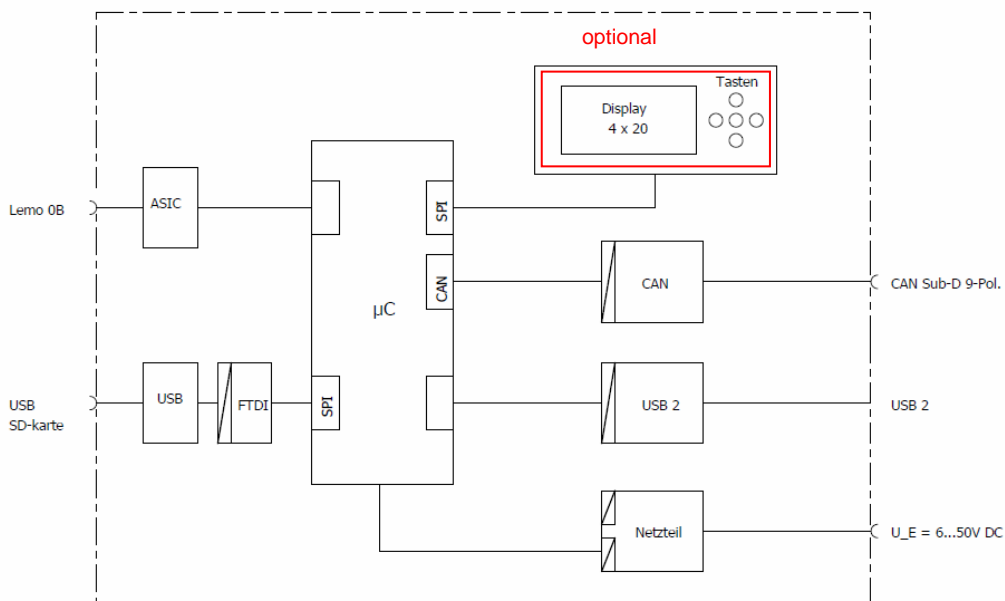 optional
Tasten
Display
4 x 20
Lemo 0B
ASIC
SPI
CAN
CAN
CAN Sub-D 9-Pol.
µC
USB
SD-karte
USB
FTDI
SPI
USB 2
USB 2
Netzteil
U_E = 6...50V DC